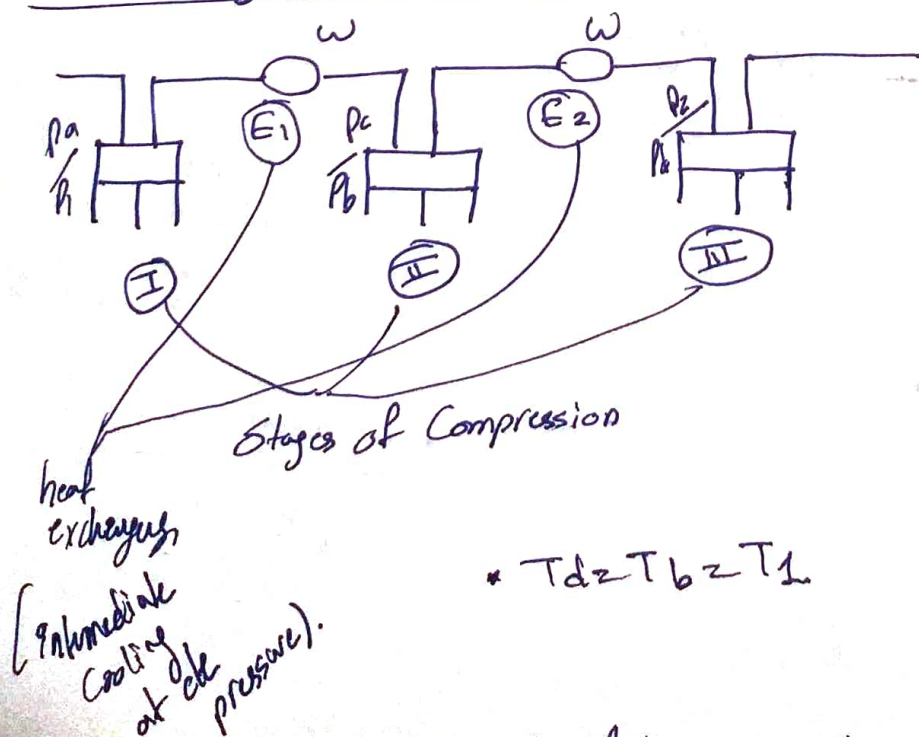 ω ω
E1 E2
pa/p1 pc/pb p2/pd
I II III
Stages of Compression
heat
exchangers
[intermediate
cooling
at cte
pressure).
• Td=Tb=T1